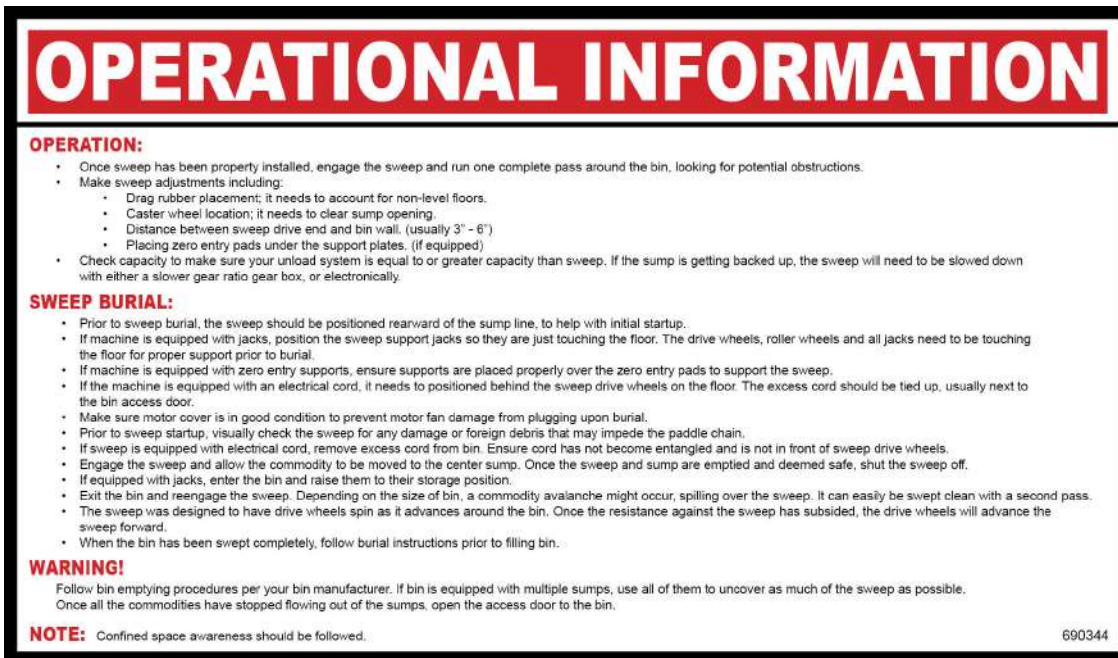 OPERATIONAL INFORMATION
OPERATION:
• Once sweep has been property installed, engage the sweep and run one complete pass around the bin, looking for potential obstructions.
• Make sweep adjustments including:
• Drag rubber placement; it needs to account for non-level floors.
• Caster wheel location; it needs to clear sump opening.
• Distance between sweep drive end and bin wall. (usually 3" - 6")
• Placing zero entry pads under the support plates. (if equipped)
• Check capacity to make sure your unload system is equal to or greater capacity than sweep. If the sump is getting backed up, the sweep will need to be slowed down
with either a slower gear ratio gear box, or electronically.
SWEEP BURIAL:
• Prior to sweep burial, the sweep should be positioned rearward of the sump line, to help with initial startup.
• If machine is equipped with jacks, position the sweep support jacks so they are just touching the floor. The drive wheels, roller wheels and all jacks need to be touching
the floor for proper support prior to burial.
• If machine is equipped with zero entry supports, ensure supports are placed properly over the zero entry pads to support the sweep.
• If the machine is equipped with an electrical cord, it needs to positioned behind the sweep drive wheels on the floor. The excess cord should be tied up, usually next to
the bin access door.
• Make sure motor cover is in good condition to prevent motor fan damage from plugging upon burial.
• Prior to sweep startup, visually check the sweep for any damage or foreign debris that may impede the paddle chain.
• If sweep is equipped with electrical cord, remove excess cord from bin. Ensure cord has not become entangled and is not in front of sweep drive wheels.
• Engage the sweep and allow the commodity to be moved to the center sump. Once the sweep and sump are emptied and deemed safe, shut the sweep off.
• If equipped with jacks, enter the bin and raise them to their storage position.
• Exit the bin and reengage the sweep. Depending on the size of bin, a commodity avalanche might occur, spilling over the sweep. It can easily be swept clean with a second pass.
• The sweep was designed to have drive wheels spin as it advances around the bin. Once the resistance against the sweep has subsided, the drive wheels will advance the
sweep forward.
• When the bin has been swept completely, follow burial instructions prior to filling bin.
WARNING!
Follow bin emptying procedures per your bin manufacturer. If bin is equipped with multiple sumps, use all of them to uncover as much of the sweep as possible.
Once all the commodities have stopped flowing out of the sumps, open the access door to the bin.
NOTE: Confined space awareness should be followed.
690344